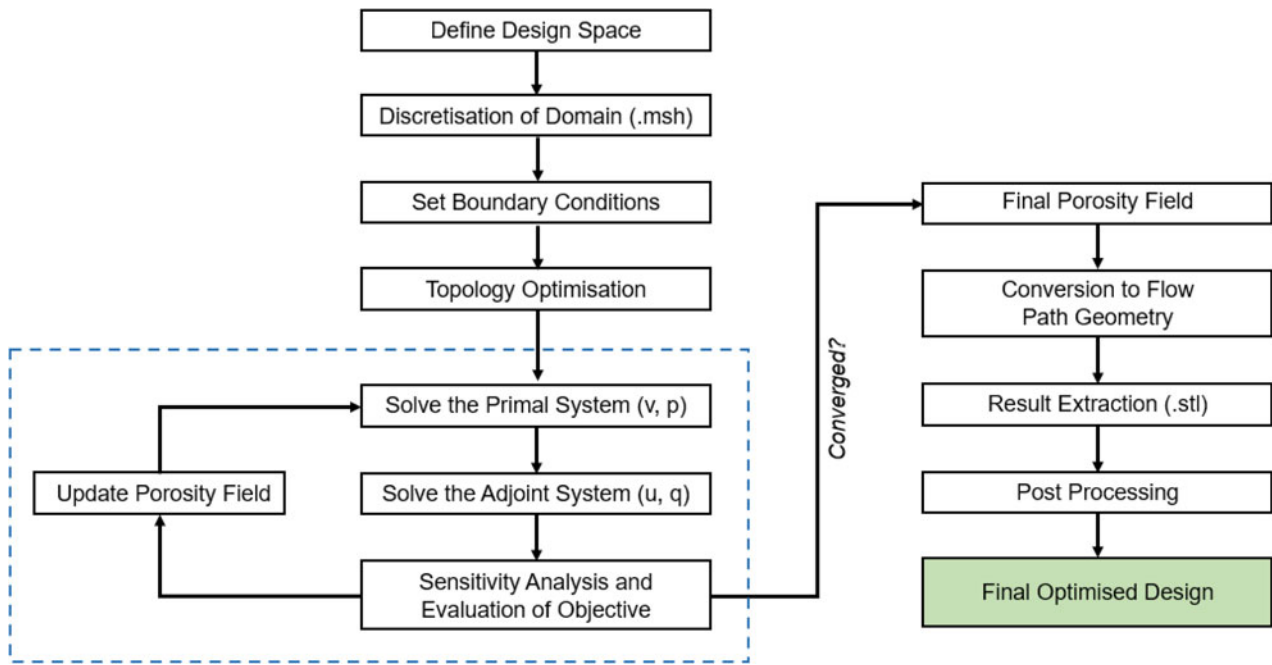 Define Design Space
Discretisation of Domain (.msh)
Set Boundary Conditions
Topology Optimisation
Solve the Primal System (v, p)
Solve the Adjoint System (u, q)
Update Porosity Field
Sensitivity Analysis and
Evaluation of Objective
Converged?
Final Porosity Field
Conversion to Flow
Path Geometry
Result Extraction (.stl)
Post Processing
Final Optimised Design